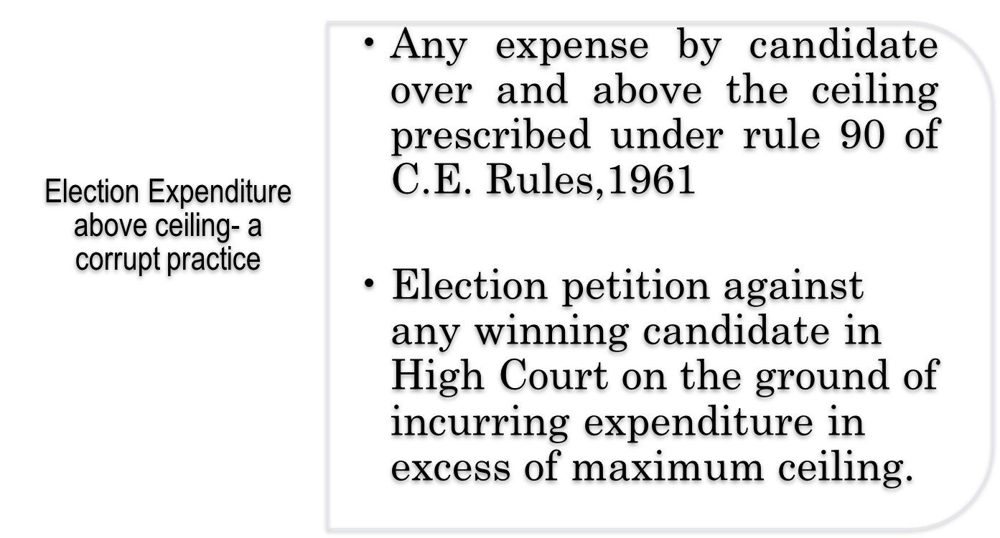 Election Expenditure
above ceiling- a
corrupt practice
• Any expense by candidate
over and above the ceiling
prescribed under rule 90 of
C.E. Rules,1961
• Election petition against
any winning candidate in
High Court on the ground of
incurring expenditure in
excess of maximum ceiling.